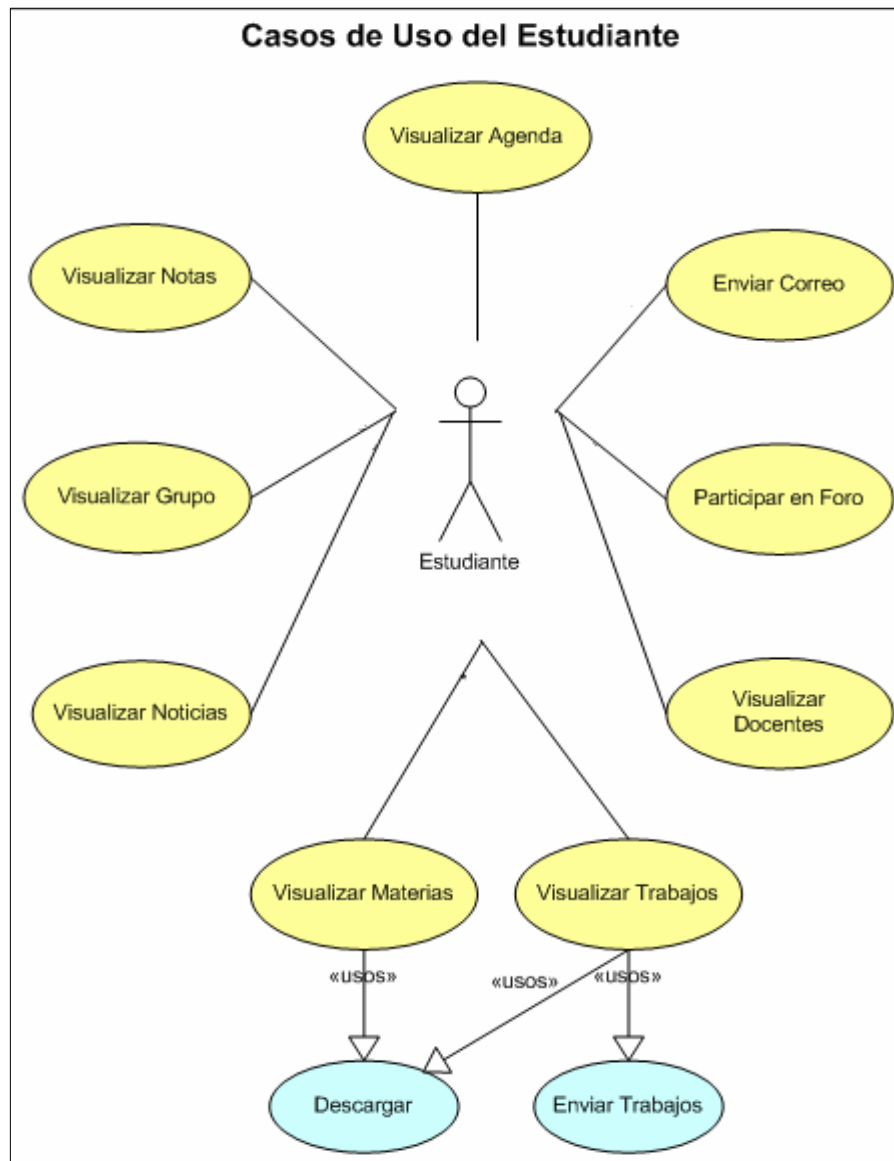 Casos de Uso del Estudiante
Visualizar Agenda
Visualizar Notas
Enviar Correo
Visualizar Grupo
Participar en Foro
Estudiante
Visualizar Noticias
Visualizar
Docentes
Visualizar Materias
Visualizar Trabajos
«usos»
«usos»
«usos»
Descargar
Enviar Trabajos